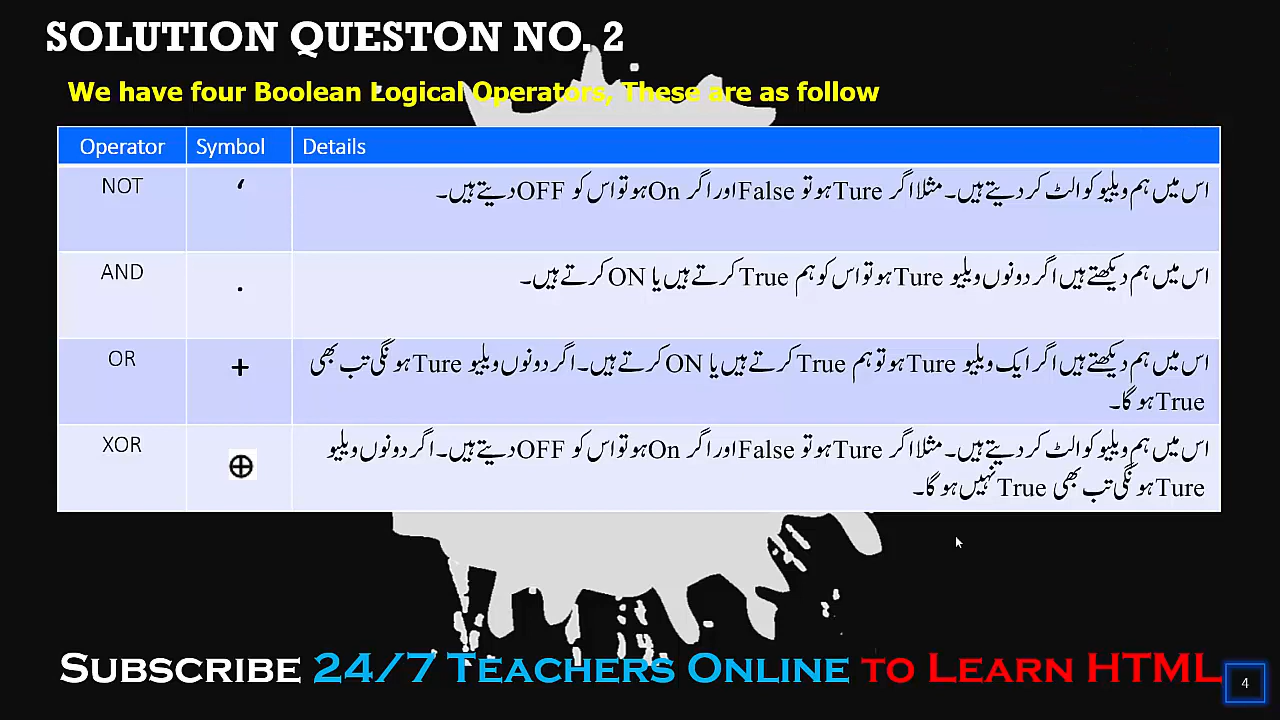 SOLUTION QUESTON NO. 2
We have four Boolean Logical Operators, These are as follow
Operator Symbol Details
NOT ‘ اس میں ہم ویلیو کو الٹ کر دیتے ہیں۔ مثلا اگر Ture ہو تو False اور اگر On ہو تو اس کو OFF دیتے ہیں۔
AND . اس میں ہم دیکھتے ہیں اگر دونوں ویلیو Ture ہو تو اس کو ہم True کرتے ہیں یا ON کرتے ہیں۔
OR + اس میں ہم دیکھتے ہیں اگر ایک ویلیو Ture ہو تو ہم True کرتے ہیں یا ON کرتے ہیں۔ اگر دونوں ویلیو Ture ہو نگی تب بھی
True ہو گا۔
XOR ⊕ اس میں ہم ویلیو کو الٹ کر دیتے ہیں۔ مثلا اگر Ture ہو تو False اور اگر On ہو تو اس کو OFF دیتے ہیں۔ اگر دونوں ویلیو
Ture ہو نگی تب بھی True نہیں ہو گا۔
SUBSCRIBE 24/7 TEACHERS ONLINE TO LEARN HTML
4